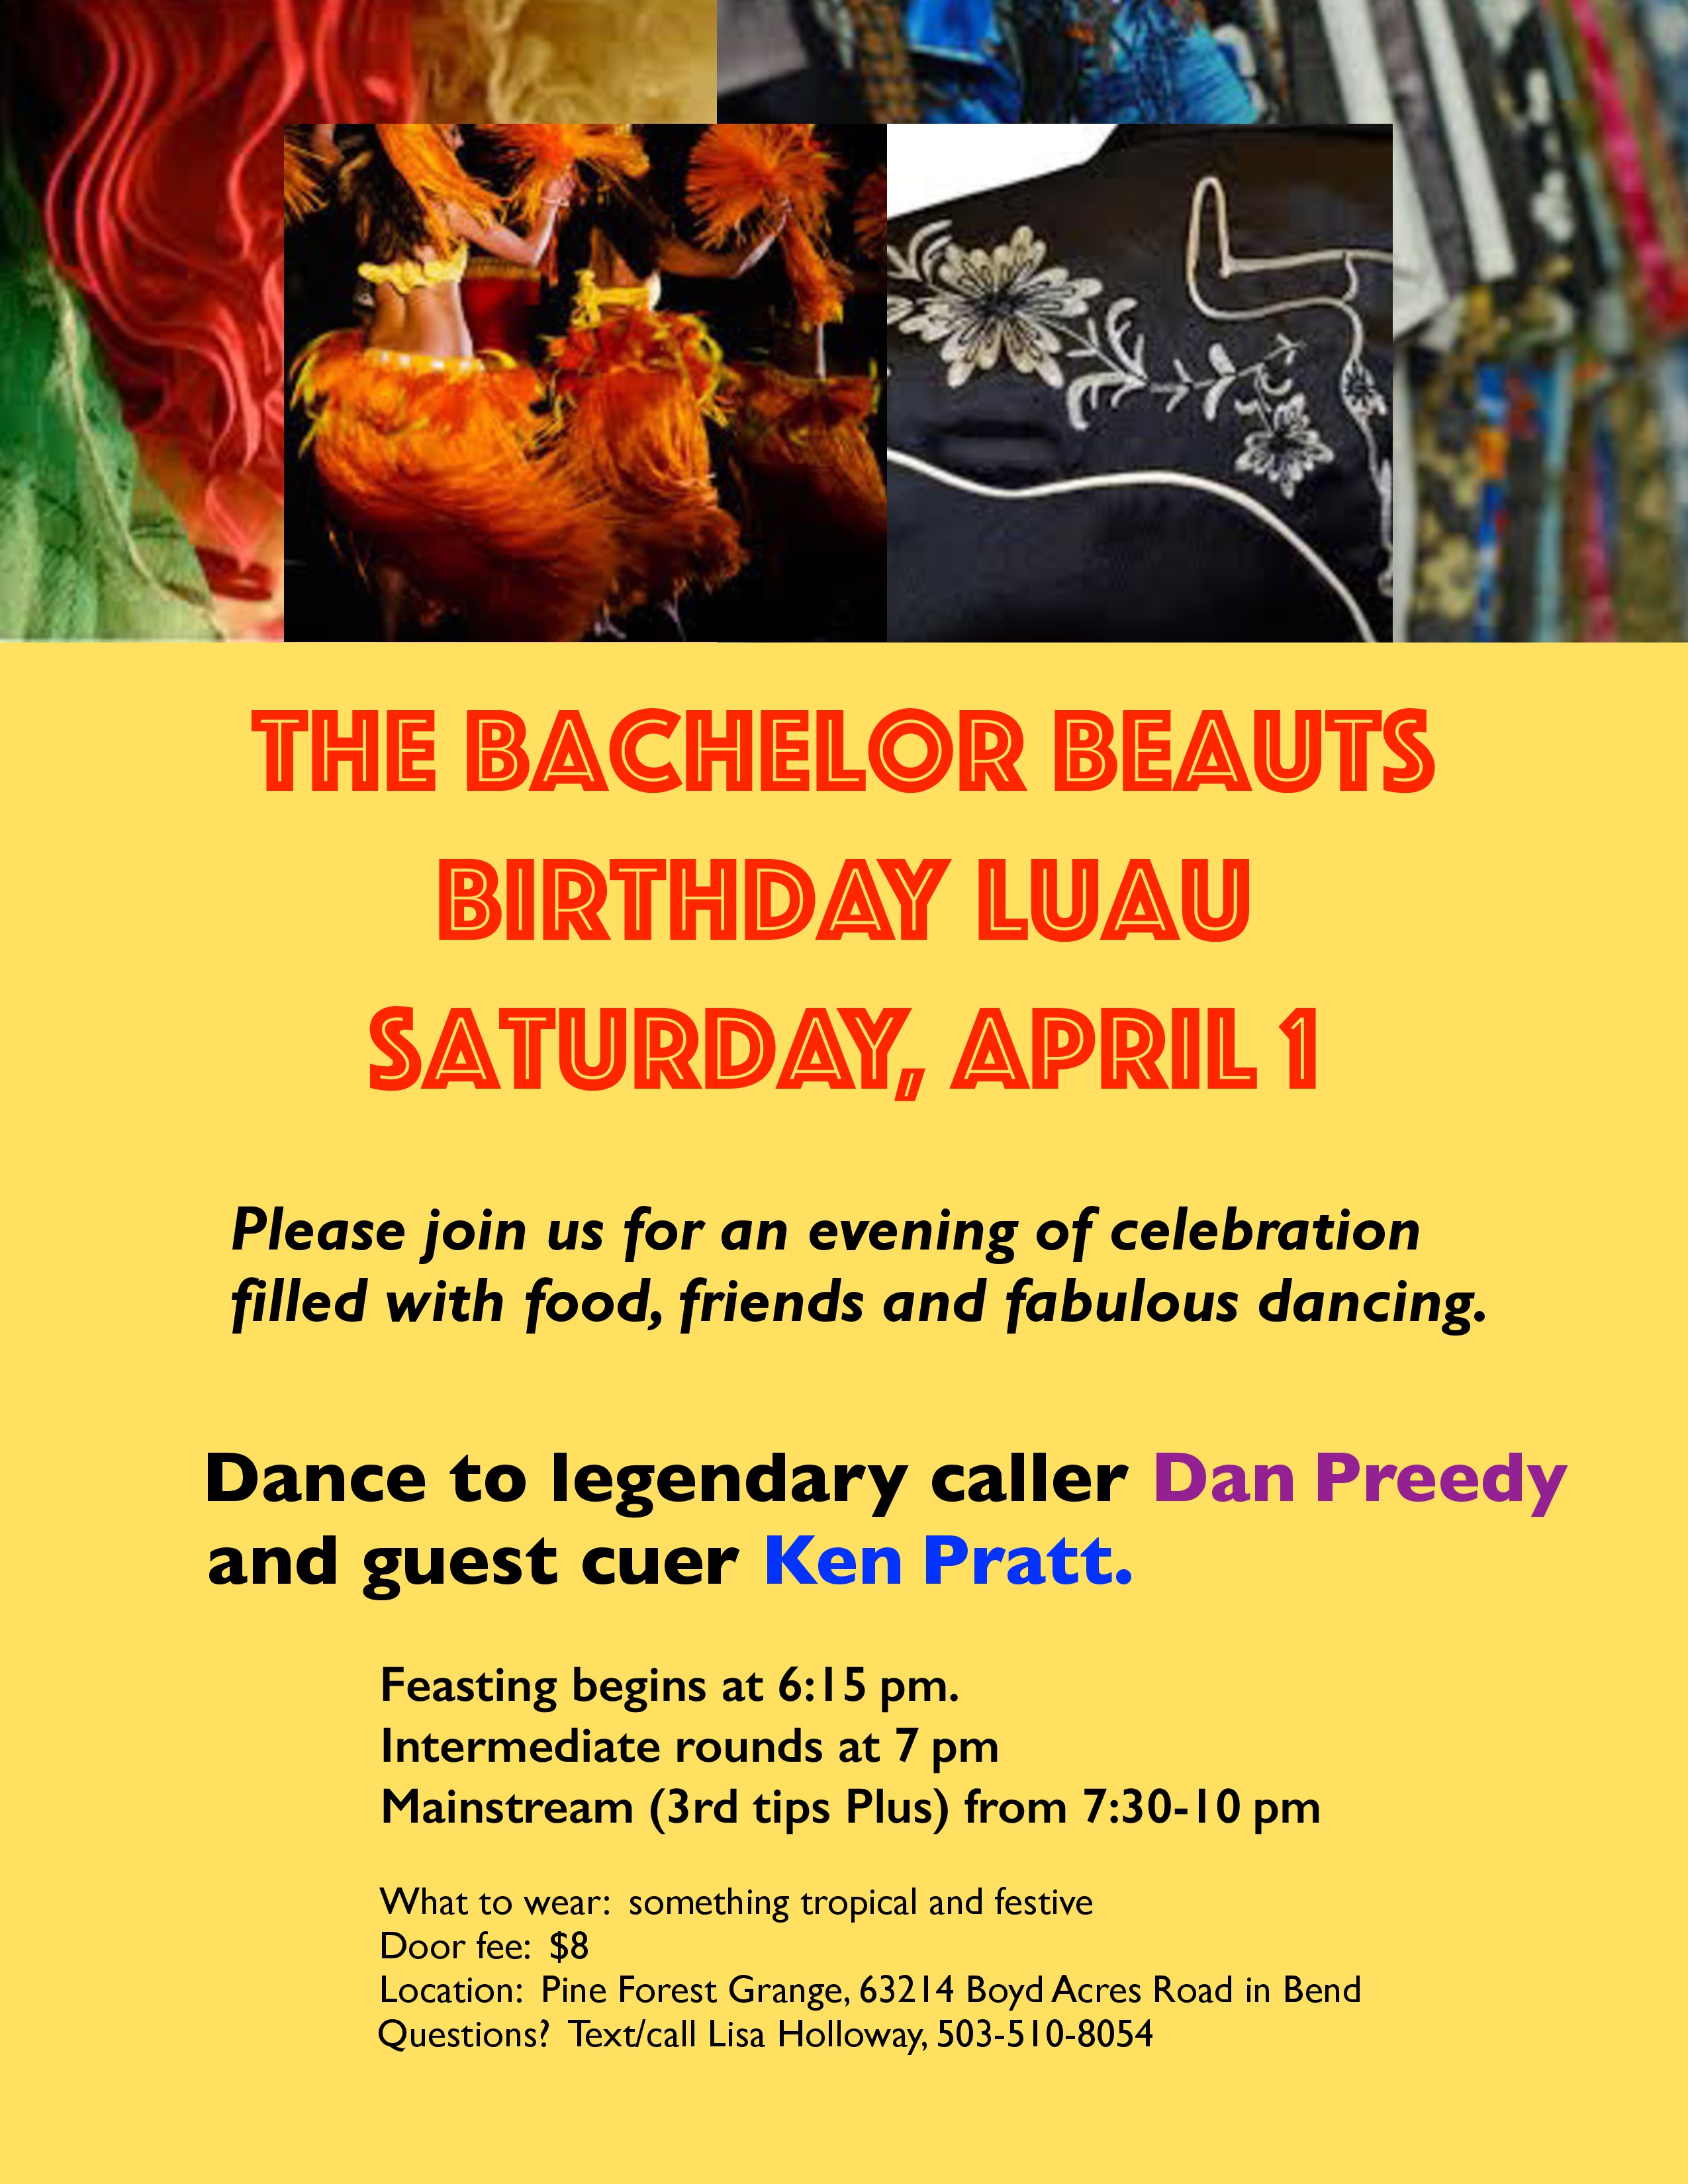 THE BACHELOR BEAUTS
BIRTHDAY LUAU
SATURDAY, APRIL 1
Please join us for an evening of celebration
filled with food, friends and fabulous dancing.
Dance to legendary caller Dan Preedy
and guest cuer Ken Pratt.
Feasting begins at 6:15 pm.
Intermediate rounds at 7 pm
Mainstream (3rd tips Plus) from 7:30-10 pm
What to wear:  something tropical and festive
Door fee:  $8
Location:  Pine Forest Grange, 63214 Boyd Acres Road in Bend
Questions?  Text/call Lisa Holloway, 503-510-8054